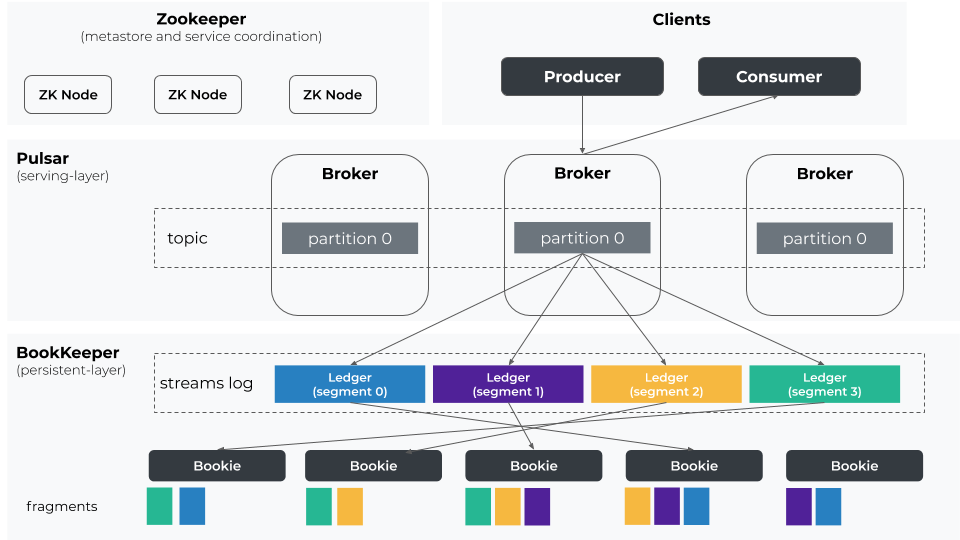 Zookeeper
(metastore and service coordination)
ZK Node
ZK Node
ZK Node
Clients
Producer
Consumer
Pulsar
(serving-layer)
Broker
Broker
Broker
topic
partition 0
partition 0
partition 0
BookKeeper
(persistent-layer)
streams log
Ledger
(segment 0)
Ledger
(segment 1)
Ledger
(segment 2)
Ledger
(segment 3)
Bookie
Bookie
Bookie
Bookie
Bookie
fragments